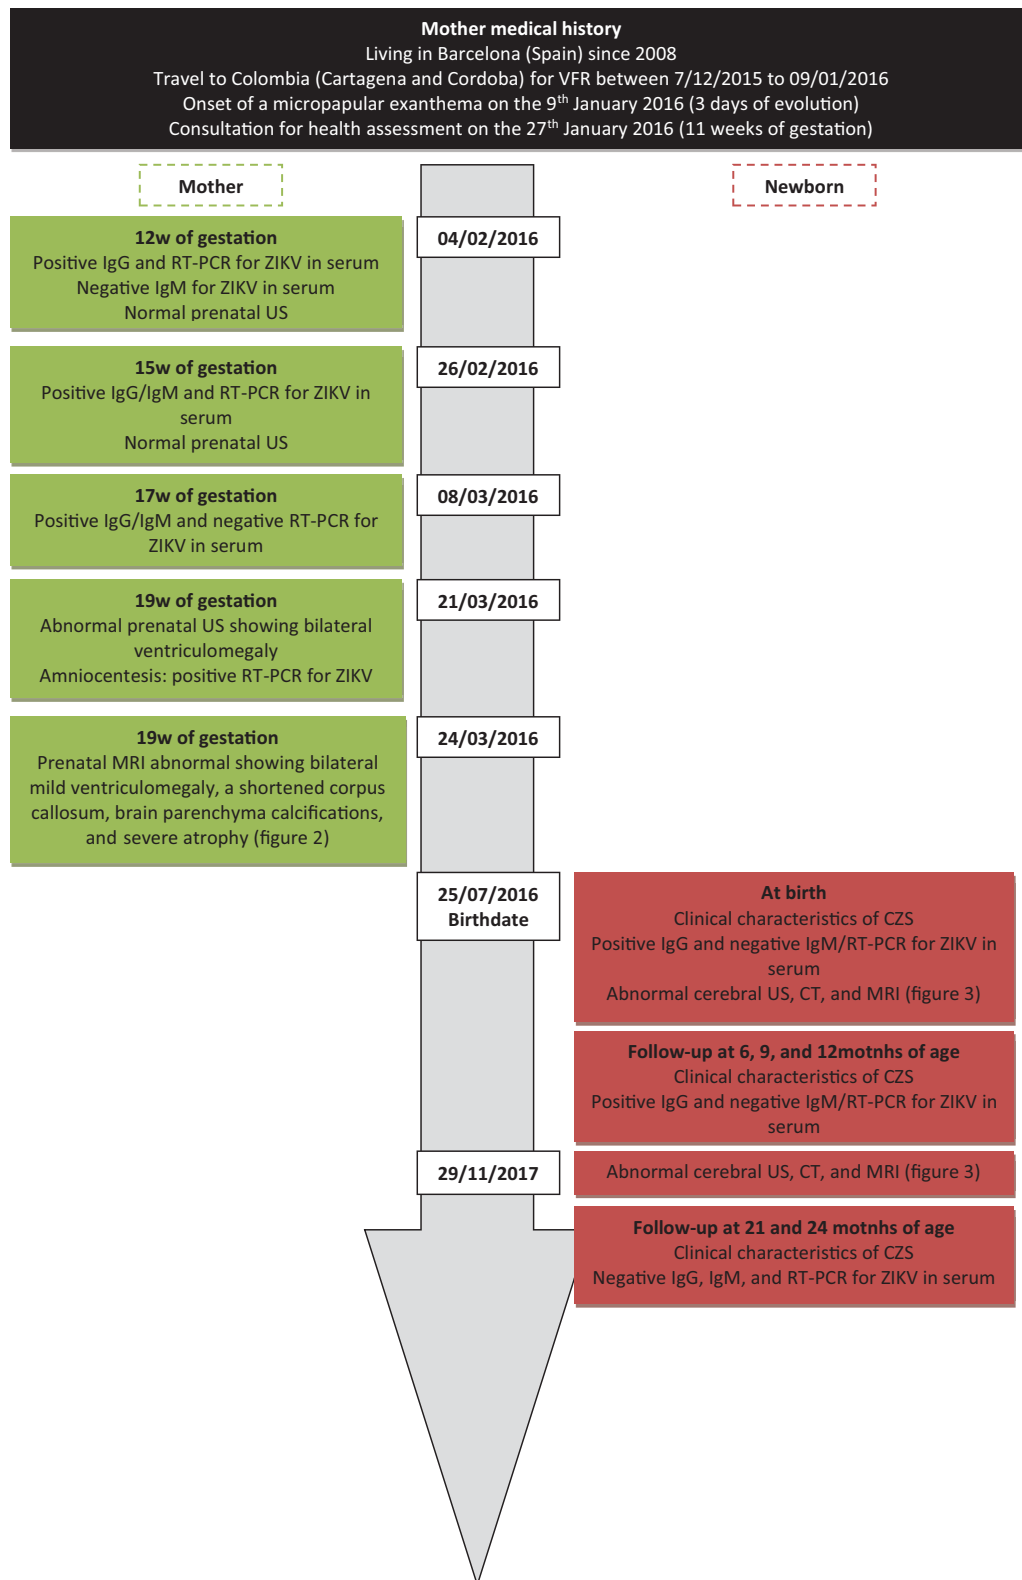 Mother medical history
Living in Barcelona (Spain) since 2008
Travel to Colombia (Cartagena and Cordoba) for VFR between 7/12/2015 to 09/01/2016
Onset of a micropapular exanthema on the 9th January 2016 (3 days of evolution)
Consultation for health assessment on the 27th January 2016 (11 weeks of gestation)
Mother
Newborn
12w of gestation
Positive IgG and RT-PCR for ZIKV in serum
Negative IgM for ZIKV in serum
Normal prenatal US
04/02/2016
15w of gestation
Positive IgG/IgM and RT-PCR for ZIKV in
serum
Normal prenatal US
26/02/2016
17w of gestation
Positive IgG/IgM and negative RT-PCR for
ZIKV in serum
08/03/2016
19w of gestation
Abnormal prenatal US showing bilateral
ventriculomegaly
Amniocentesis: positive RT-PCR for ZIKV
21/03/2016
19w of gestation
Prenatal MRI abnormal showing bilateral
mild ventriculomegaly, a shortened corpus
callosum, brain parenchyma calcifications,
and severe atrophy (figure 2)
24/03/2016
25/07/2016
Birthdate
At birth
Clinical characteristics of CZS
Positive IgG and negative IgM/RT-PCR for ZIKV in
serum
Abnormal cerebral US, CT, and MRI (figure 3)
Follow-up at 6, 9, and 12motnhs of age
Clinical characteristics of CZS
Positive IgG and negative IgM/RT-PCR for ZIKV in
serum
29/11/2017
Abnormal cerebral US, CT, and MRI (figure 3)
Follow-up at 21 and 24 motnhs of age
Clinical characteristics of CZS
Negative IgG, IgM, and RT-PCR for ZIKV in serum